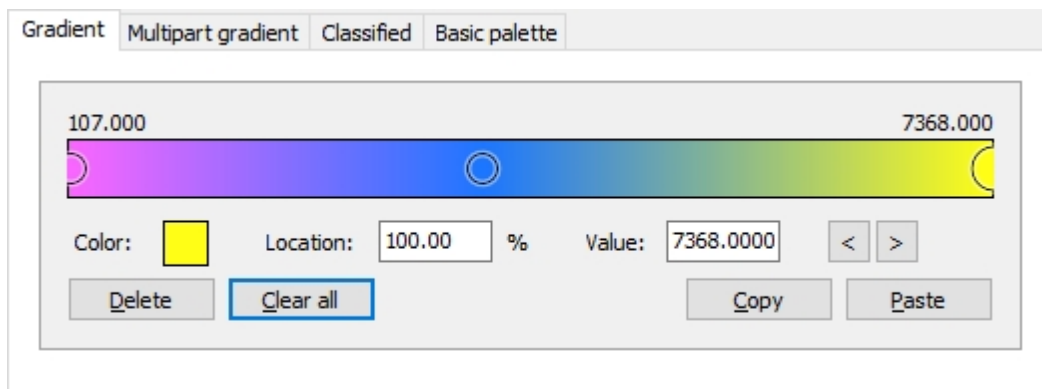 Gradient Multipart gradient Classified Basic palette
107.000 7368.000
Color: Location: 100.00 % Value: 7368.0000 < >
Delete Clear all Copy Paste